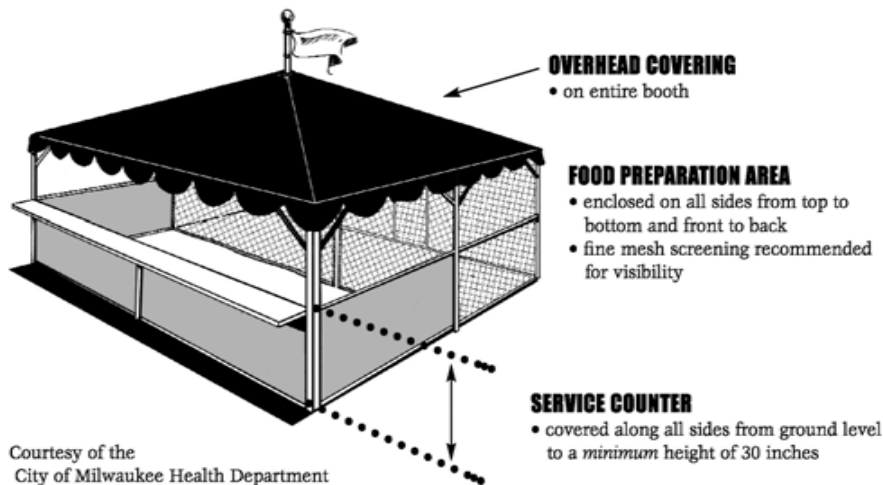 OVERHEAD COVERING
• on entire booth
FOOD PREPARATION AREA
• enclosed on all sides from top to
bottom and front to back
• fine mesh screening recommended
for visibility
SERVICE COUNTER
• covered along all sides from ground level
to a minimum height of 30 inches
Courtesy of the
City of Milwaukee Health Department